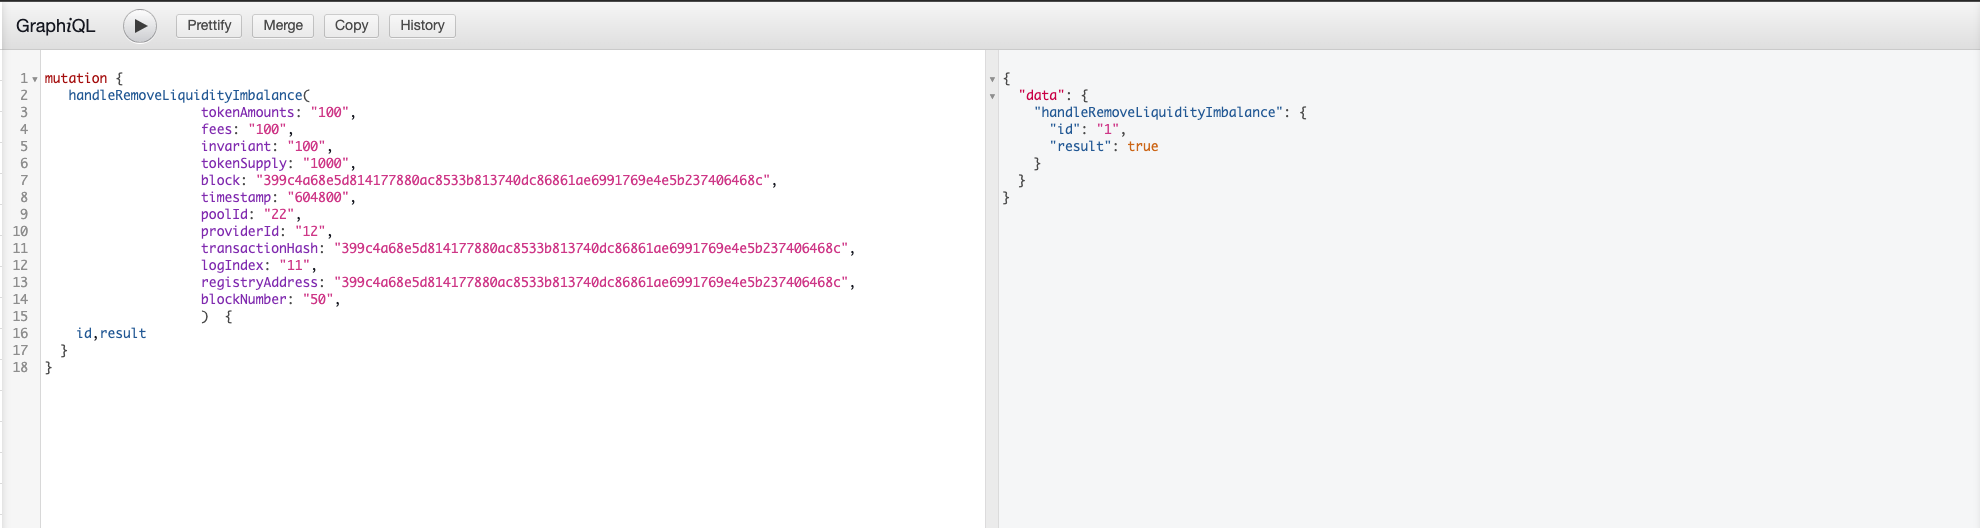 GraphiQL Prettify Merge Copy History
1 mutation {
2 handleRemoveLiquidityImbalance(
3 tokenAmounts: "100",
4 fees: "100",
5 invariant: "100",
6 tokenSupply: "1000",
7 block: "399c4a68e5d814177880ac8533b813740dc86861ae6991769e4e5b237406468c",
8 timestamp: "604800",
9 poolId: "22",
10 providerId: "12",
11 transactionHash: "399c4a68e5d814177880ac8533b813740dc86861ae6991769e4e5b237406468c",
12 logIndex: "11",
13 registryAddress: "399c4a68e5d814177880ac8533b813740dc86861ae6991769e4e5b237406468c",
14 blockNumber: "50",
15 ) {
16 id,result
17 }
18 }
{
"data": {
"handleRemoveLiquidityImbalance": {
"id": "1",
"result": true
}
}
}